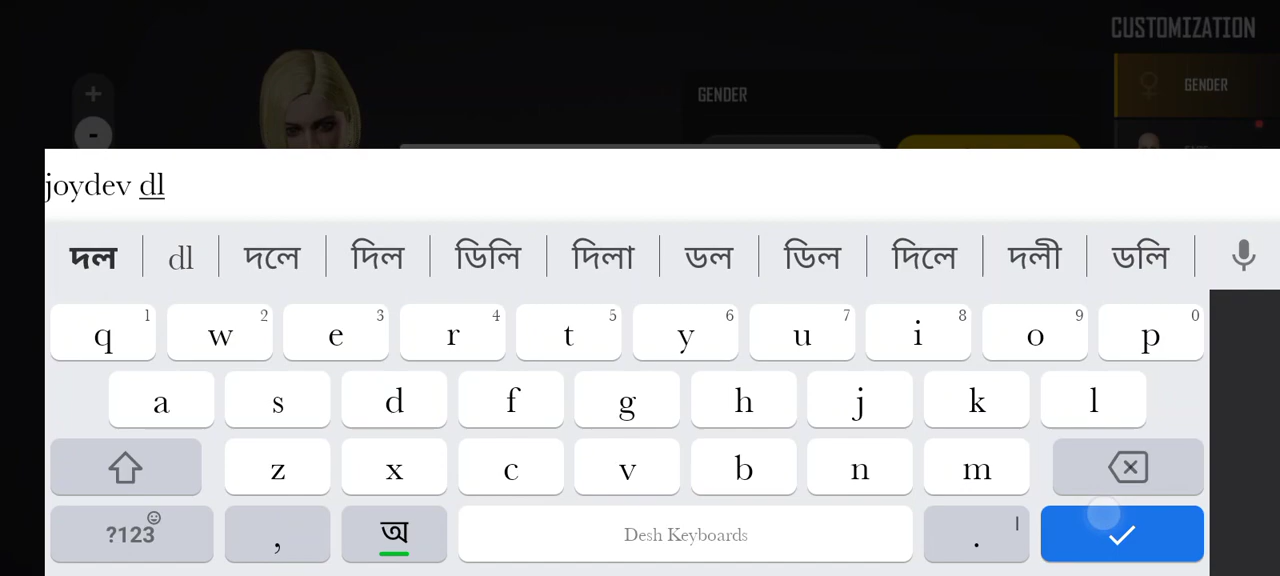 CUSTOMIZATION
GENDER
GENDER
+
-
joydev dl
দল dl দলে দিল ডিলি দিলা ডল ডিল দিলে দলী ডলি
q 1 w 2 e 3 r 4 t 5 y 6 u 7 i 8 o 9 p 0
a s d f g h j k l
z x c v b n m
?123 , অ Desh Keyboards . |